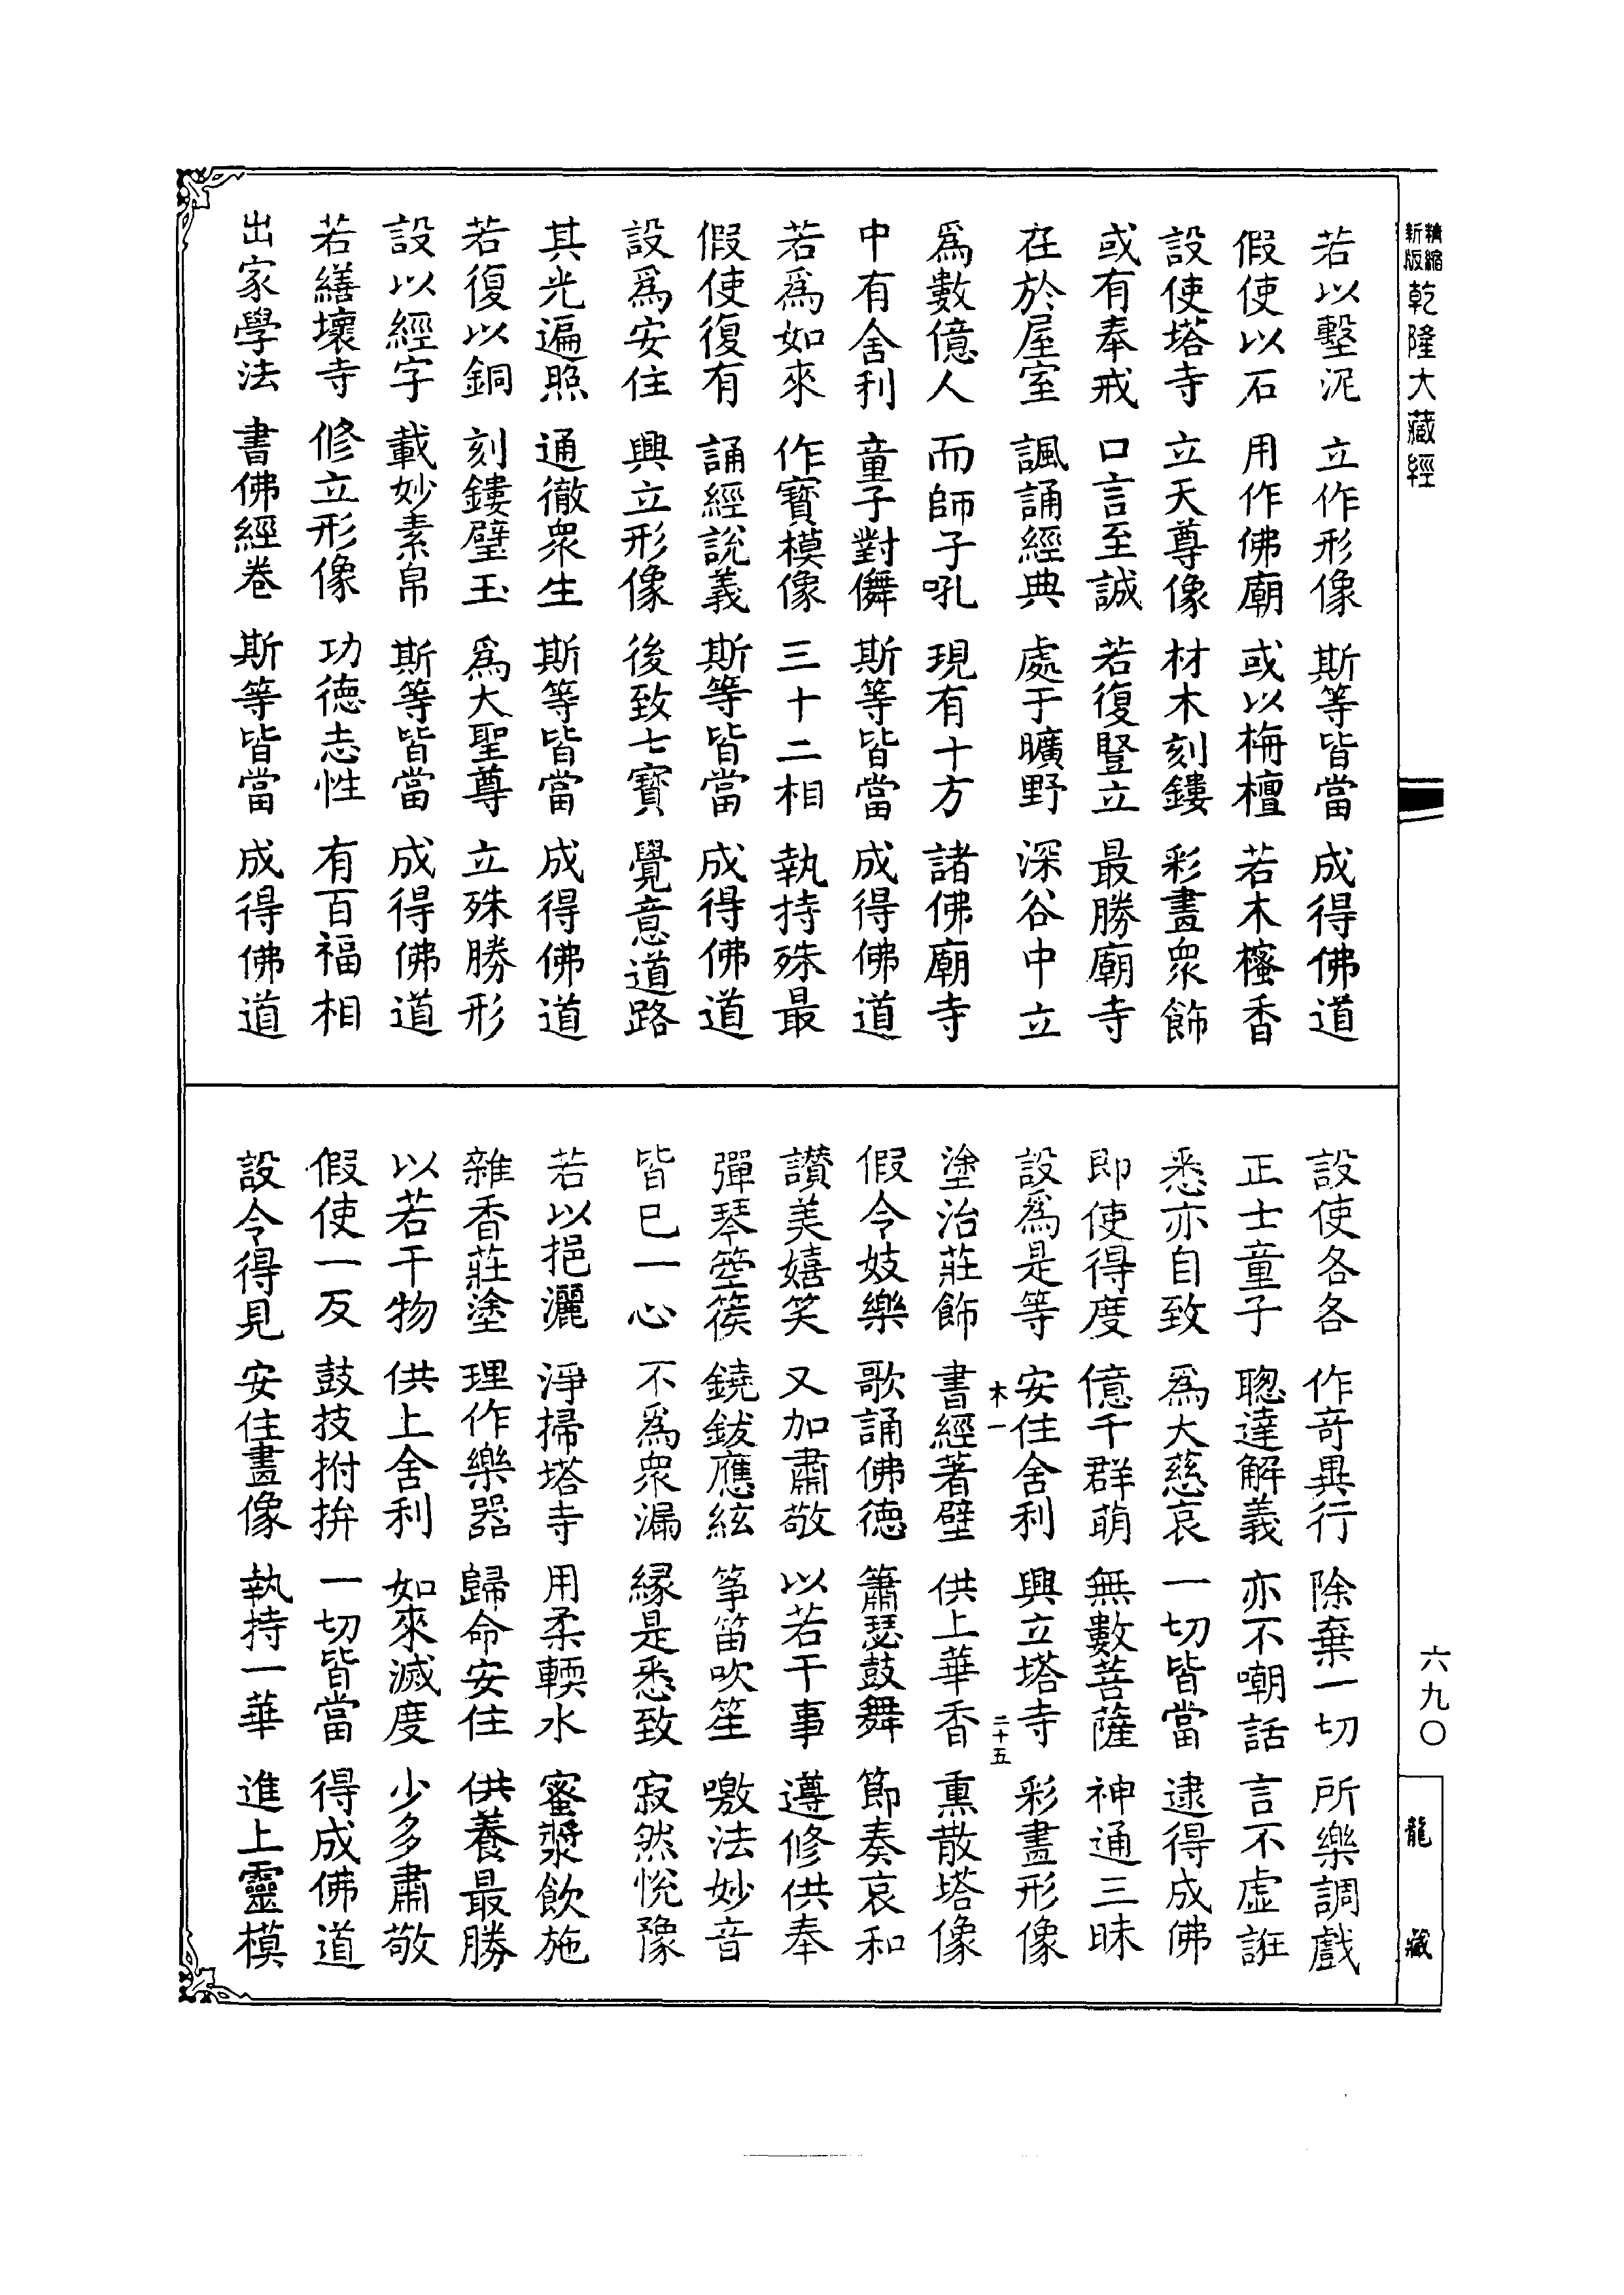 精縮新版乾隆大藏經
若以墼泥 立作形像 斯等皆當 成得佛道
假使以石 用作佛廟 或以栴檀 若木櫁香
設使塔寺 立天尊像 材木刻鏤 彩畫眾飾
或有奉戒 口言至誠 若復豎立 最勝廟寺
在於屋室 諷誦經典 處于曠野 深谷中立
為數億人 而師子吼 現有十方 諸佛廟寺
中有舍利 童子對儛 斯等皆當 成得佛道
若為如來 作寶模像 三十二相 執持殊最
假使復有 誦經說義 斯等皆當 成得佛道
設為安住 興立形像 後致七寶 覺意道路
其光遍照 通徹眾生 斯等皆當 成得佛道
若復以銅 刻鏤璧玉 為大聖尊 立殊勝形
設以經字 載妙素帛 斯等皆當 成得佛道
若繕壞寺 修立形像 功德志性 有百福相
出家學法 書佛經卷 斯等皆當 成得佛道
設使各各 作奇異行 除棄一切 所樂調戲
正士童子 聰達解義 亦不嘲話 言不虛誑
悉亦自致 為大慈哀 一切皆當 逮得成佛
即使得度 億千群萌 無數菩薩 神通三昧
設為是等 安住舍利 興立塔寺 彩畫形像
木一 二十五
塗治莊飾 書經著壁 供上華香 熏散塔像
假令妓樂 歌誦佛德 簫瑟鼓舞 節奏哀和
讚美嬉笑 又加肅敬 以若干事 遵修供奉
彈琴箜篌 鐃鈸應絃 箏笛吹笙 噭法妙音
皆已一心 不為眾漏 緣是悉致 寂然悅豫
若以挹灑 淨掃塔寺 用柔輭水 蜜漿飲施
雜香莊塗 理作樂器 歸命安住 供養最勝
以若干物 供上舍利 如來滅度 少多肅敬
假使一反 鼓技拊拚 一切皆當 得成佛道
設令得見 安住畫像 執持一華 進上靈模
六九〇
龍藏